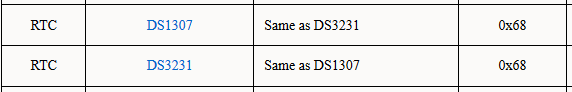 RTC DS1307 Same as DS3231 0x68
RTC DS3231 Same as DS1307 0x68